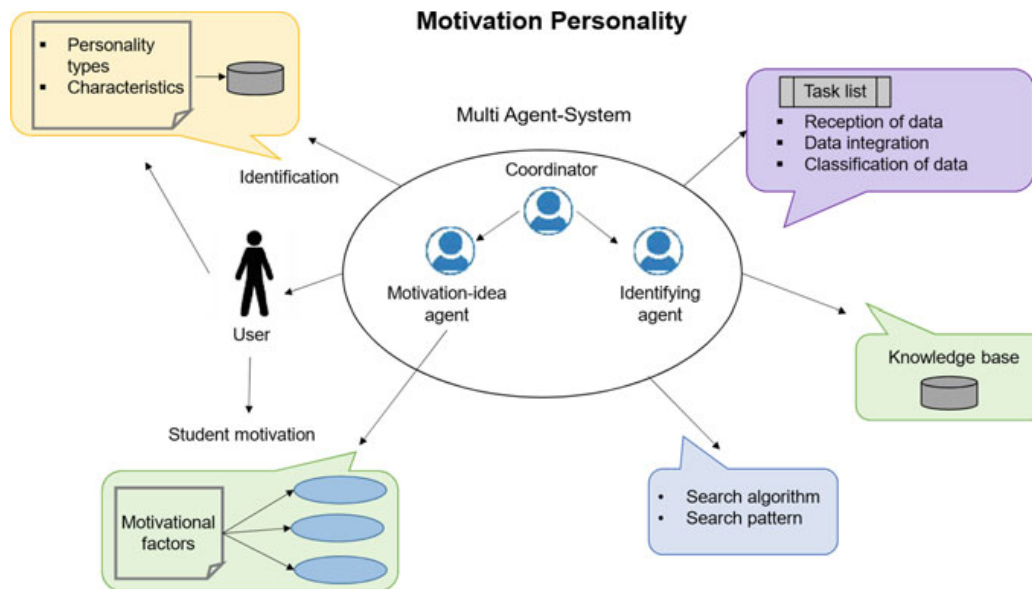 Motivation Personality
Personality
types
Characteristics
Identification
Multi Agent-System
Coordinator
Motivation-idea
agent
Identifying
agent
Task list
Reception of data
Data integration
Classification of data
User
Knowledge base
Student motivation
Motivational
factors
Search algorithm
Search pattern